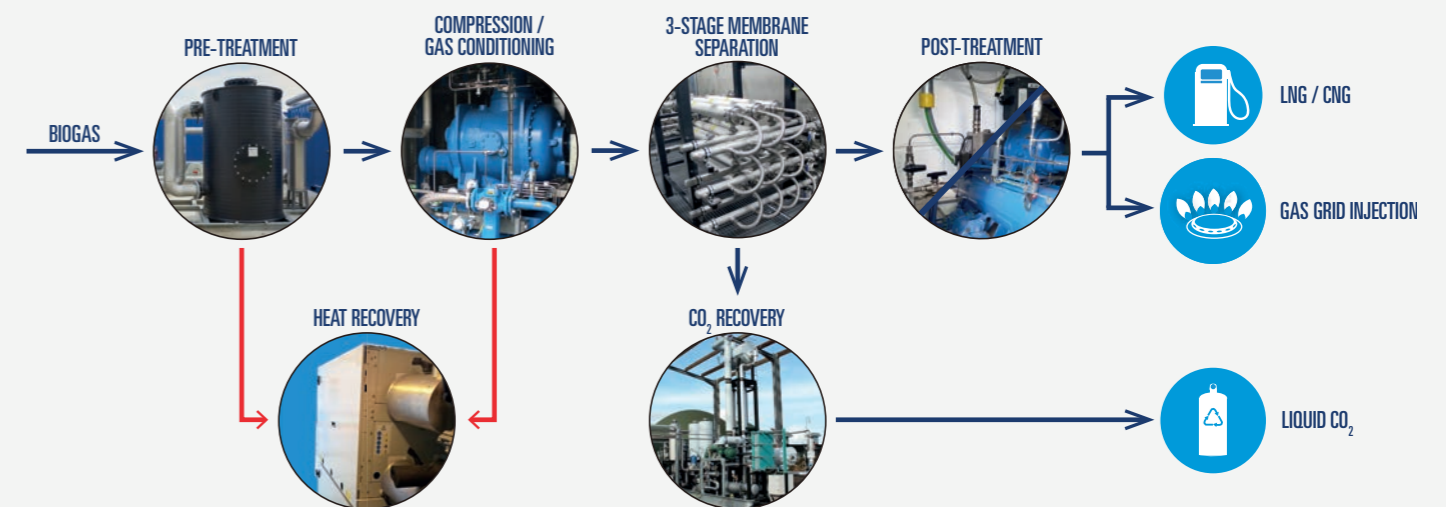 BIOGAS
PRE-TREATMENT
COMPRESSION /
GAS CONDITIONING
3-STAGE MEMBRANE
SEPARATION
POST-TREATMENT
LNG / CNG
GAS GRID INJECTION
HEAT RECOVERY
CO₂ RECOVERY
LIQUID CO₂